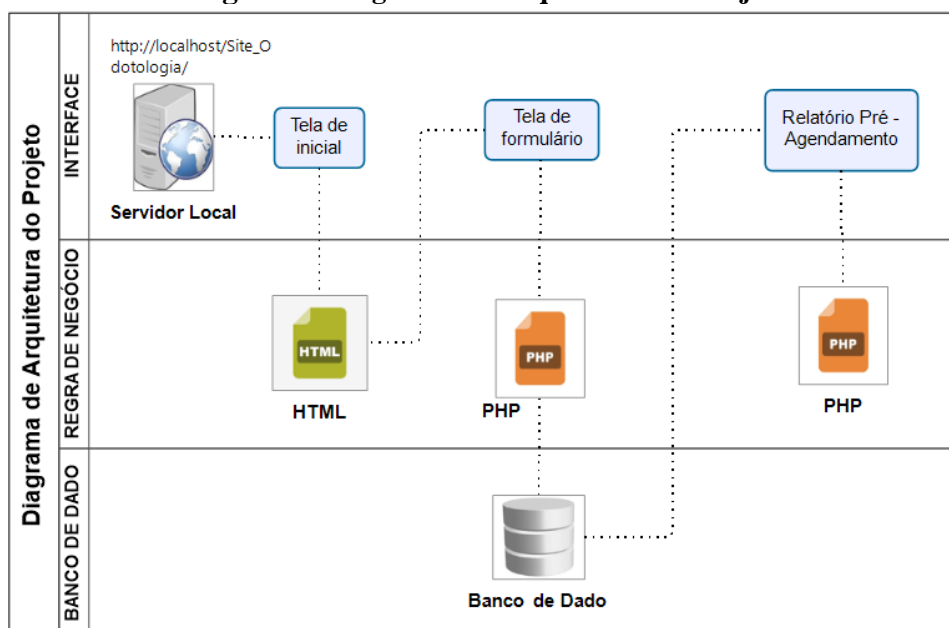 Diagrama de Arquitetura do Projeto
INTERFACE
http://localhost/Site_O
dotologia/
Servidor Local
Tela de
inicial
Tela de
formulário
Relatório Pré -
Agendamento
REGRA DE NEGÓCIO
HTML
HTML
PHP
PHP
PHP
PHP
BANCO DE DADO
Banco de Dado